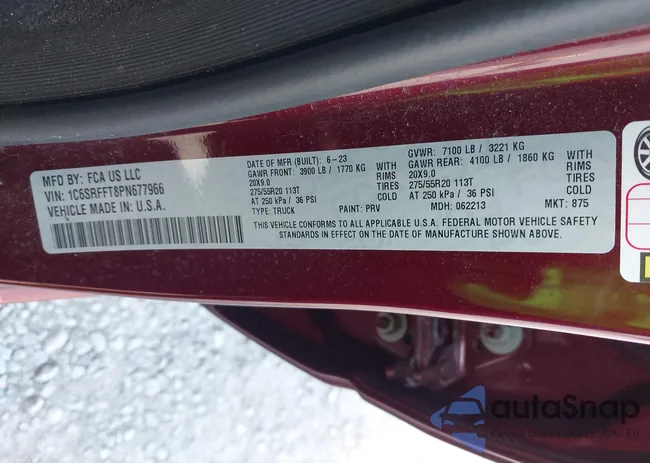 MFD BY: FCA US LLC
VIN: 1C6SRFFT8PN677966
VEHICLE MADE IN U.S.A.
DATE OF MFR (BUILT): 6-23
GAWR FRONT: 3900 LB / 1770 KG WITH
20X9.0 RIMS
275/55R20 113T TIRES
AT 250 kPa / 36 PSI
TYPE: TRUCK PAINT: PRV
GVWR: 7100 LB / 3221 KG
GAWR REAR: 4100 LB / 1860 KG WITH
20X9.0 RIMS
275/55R20 113T TIRES
AT 250 kPa / 36 PSI
MDH: 062213 MKT: 875
THIS VEHICLE CONFORMS TO ALL APPLICABLE U.S.A. FEDERAL MOTOR VEHICLE SAFETY
STANDARDS IN EFFECT ON THE DATE OF MANUFACTURE SHOWN ABOVE.
autoSnap